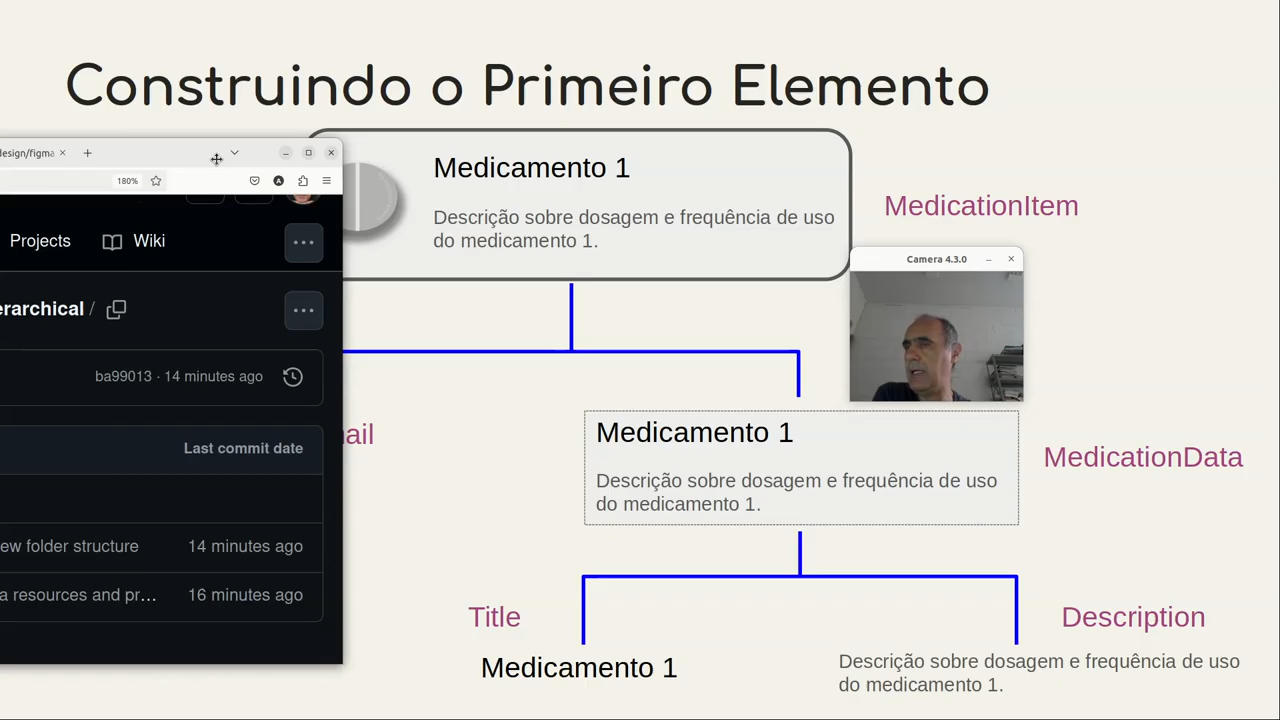 Construindo o Primeiro Elemento
design/figma
180%
Projects
Wiki
erarchical /
ba99013 · 14 minutes ago
Last commit date
ew folder structure
14 minutes ago
a resources and pr...
16 minutes ago
Medicamento 1
Descrição sobre dosagem e frequência de uso
do medicamento 1.
MedicationItem
Camera 4.3.0
ail
Medicamento 1
Descrição sobre dosagem e frequência de uso
do medicamento 1.
MedicationData
Title
Medicamento 1
Description
Descrição sobre dosagem e frequência de uso
do medicamento 1.